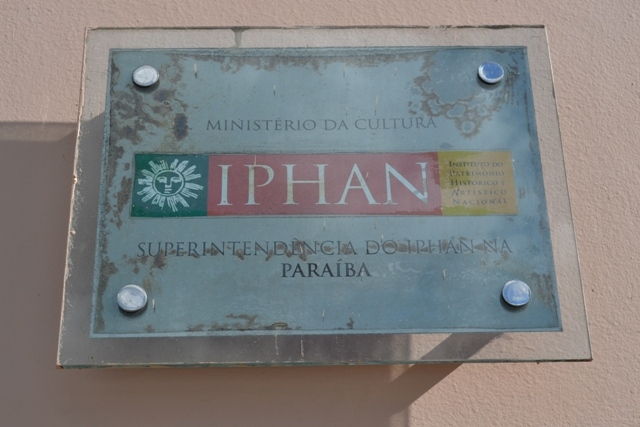 MINISTÉRIO DA CULTURA
IPHAN
INSTITUTO DO
PATRIMÔNIO
HISTÓRICO E
ARTÍSTICO
NACIONAL
SUPERINTENDÊNCIA DO IPHAN NA
PARAÍBA